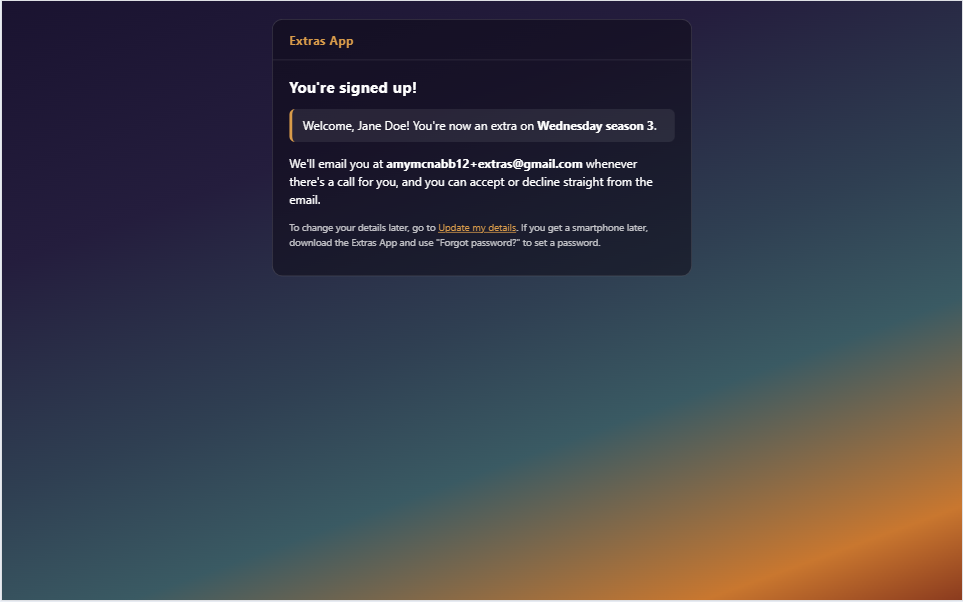 Extras App
You're signed up!
Welcome, Jane Doe! You're now an extra on Wednesday season 3.
We'll email you at amymcnabb12+extras@gmail.com whenever
there's a call for you, and you can accept or decline straight from the
email.
To change your details later, go to Update my details. If you get a smartphone later,
download the Extras App and use "Forgot password?" to set a password.